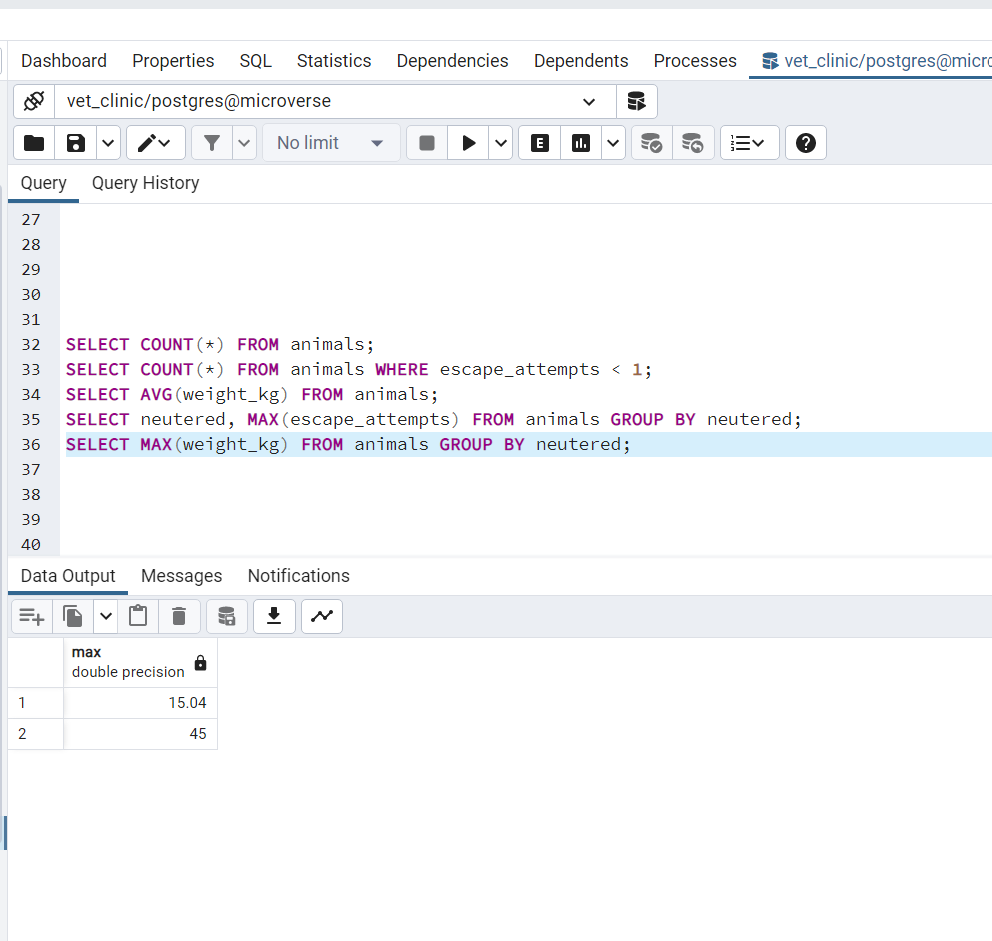 Dashboard Properties SQL Statistics Dependencies Dependents Processes vet_clinic/postgres@micro
vet_clinic/postgres@microverse
No limit E
Query Query History
27
28
29
30
31
32 SELECT COUNT(*) FROM animals;
33 SELECT COUNT(*) FROM animals WHERE escape_attempts < 1;
34 SELECT AVG(weight_kg) FROM animals;
35 SELECT neutered, MAX(escape_attempts) FROM animals GROUP BY neutered;
36 SELECT MAX(weight_kg) FROM animals GROUP BY neutered;
37
38
39
40
Data Output Messages Notifications
max
double precision
1 15.04
2 45